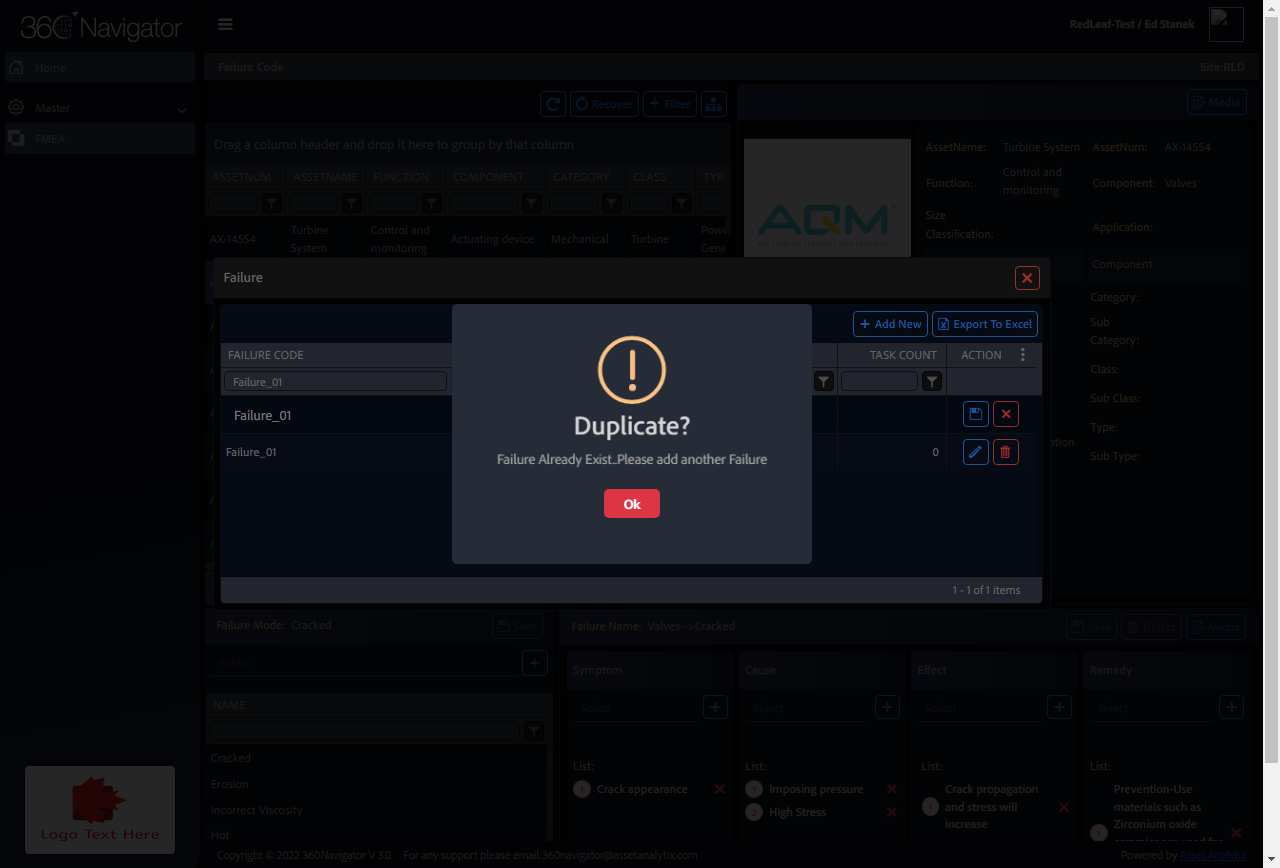 360 Navigator
RedLeaf-Test / Ed Stanek
Home
Failure Code
Site:RLD
Master
FMEA
Recover
Filter
Media
Drag a column header and drop it here to group by that column
ASSETNUM ASSETNAME FUNCTION COMPONENT CATEGORY CLASS TYP
AX-14554 Turbine System Control and monitoring Actuating device Mechanical Turbine Powe Gene
AQM
AssetName: Turbine System AssetNum: AX-14554
Function: Control and monitoring Component: Valves
Size Classification: Application:
Component
Category:
Sub Category:
Class:
Sub Class:
Type:
Sub Type:
ation
Failure
Add New
Export To Excel
FAILURE CODE TASK COUNT ACTION
Failure_01
Failure_01
Failure_01 0
Duplicate?
Failure Already Exist..Please add another Failure
Ok
1 - 1 of 1 items
Failure Mode: Cracked
Save
Failure Name: Valves-->Cracked
Save
Delete
Media
Select
NAME
Cracked
Erosion
Incorrect Viscosity
Hot
Symptom
Select
List:
1 Crack appearance
Cause
Select
List:
1 Imposing pressure
2 High Stress
Effect
Select
List:
1 Crack propagation
and stress will
increase
Remedy
Select
List:
1 Prevention-Use
materials such as
Zirconium oxide
Logo Text Here
Copyright © 2022 360Navigator V 3.0 For any support please email:360navigator@assetanalytix.com
Powered by Asset Analytix